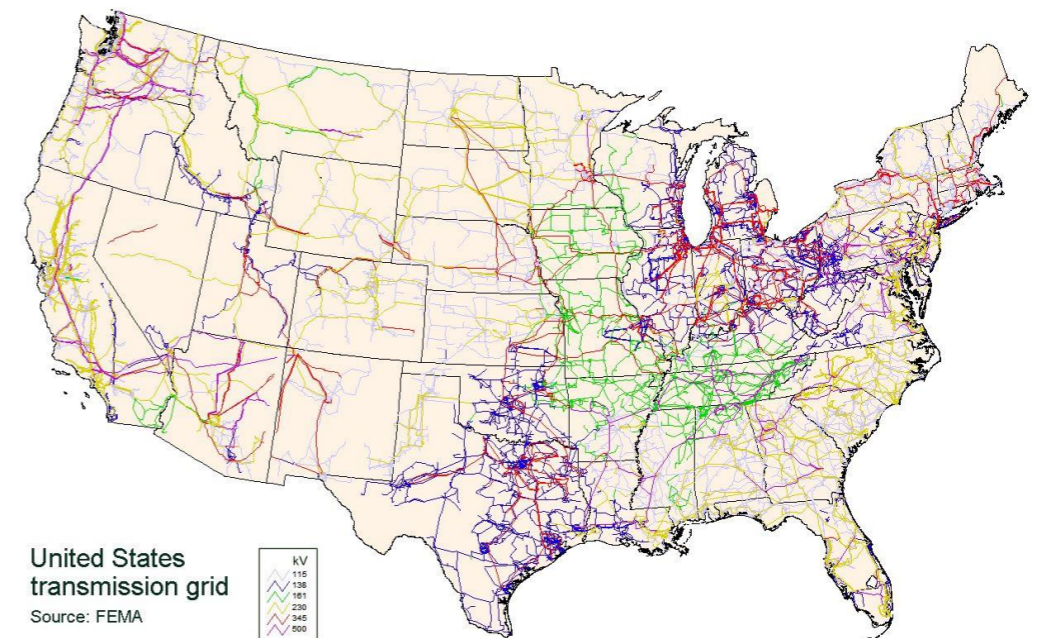 United States
transmission grid
Source: FEMA
kV
115
138
161
230
345
500